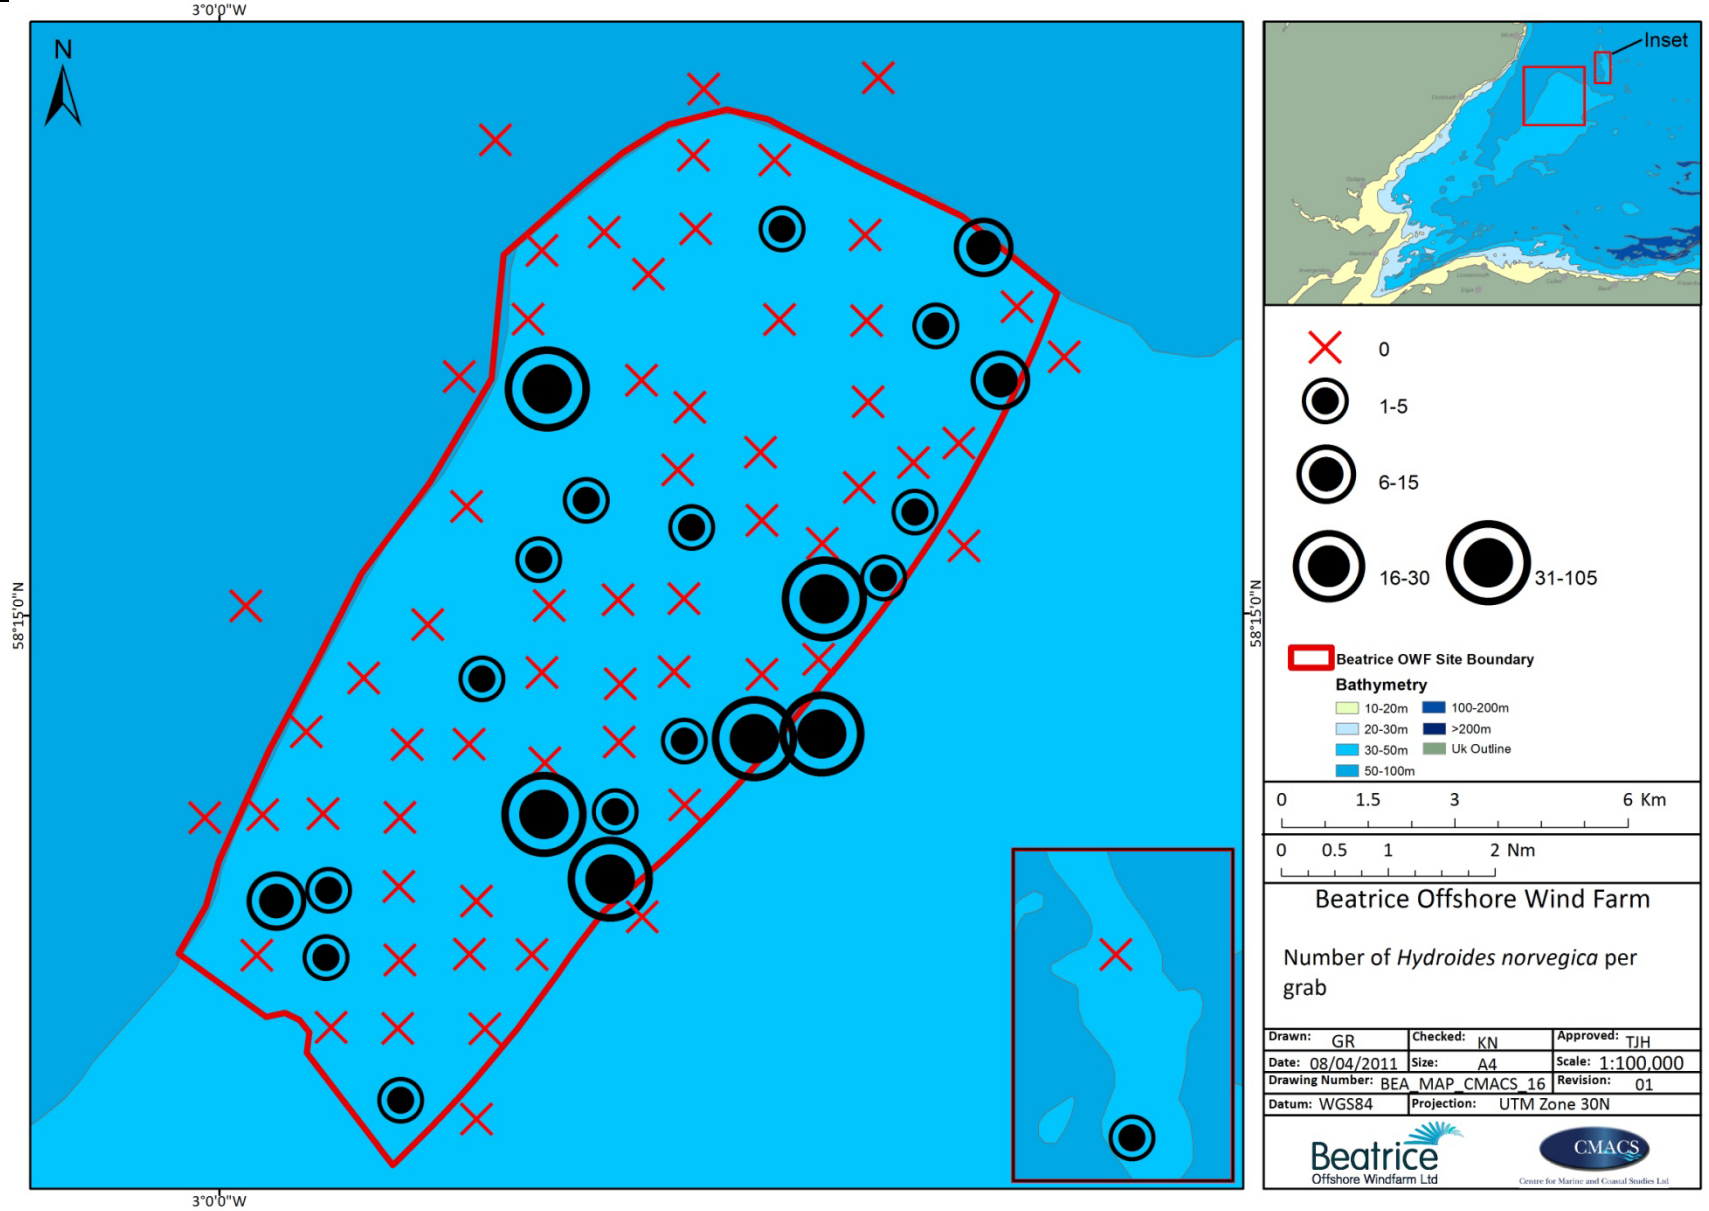 3°0'0"W
N
58°15'0"N
58°15'0"N
3°0'0"W
Inset
0
1-5
6-15
16-30
31-105
Beatrice OWF Site Boundary
Bathymetry
10-20m
100-200m
20-30m
>200m
30-50m
Uk Outline
50-100m
0 1.5 3 6 Km
0 0.5 1 2 Nm
Beatrice Offshore Wind Farm
Number of Hydroides norvegica per
grab
Drawn: GR Checked: KN Approved: TJH
Date: 08/04/2011 Size: A4 Scale: 1:100,000
Drawing Number: BEA_MAP_CMACS_16 Revision: 01
Datum: WGS84 Projection: UTM Zone 30N
Beatrice
Offshore Windfarm Ltd
CMACS
Centre for Marine and Coastal Studies Ltd